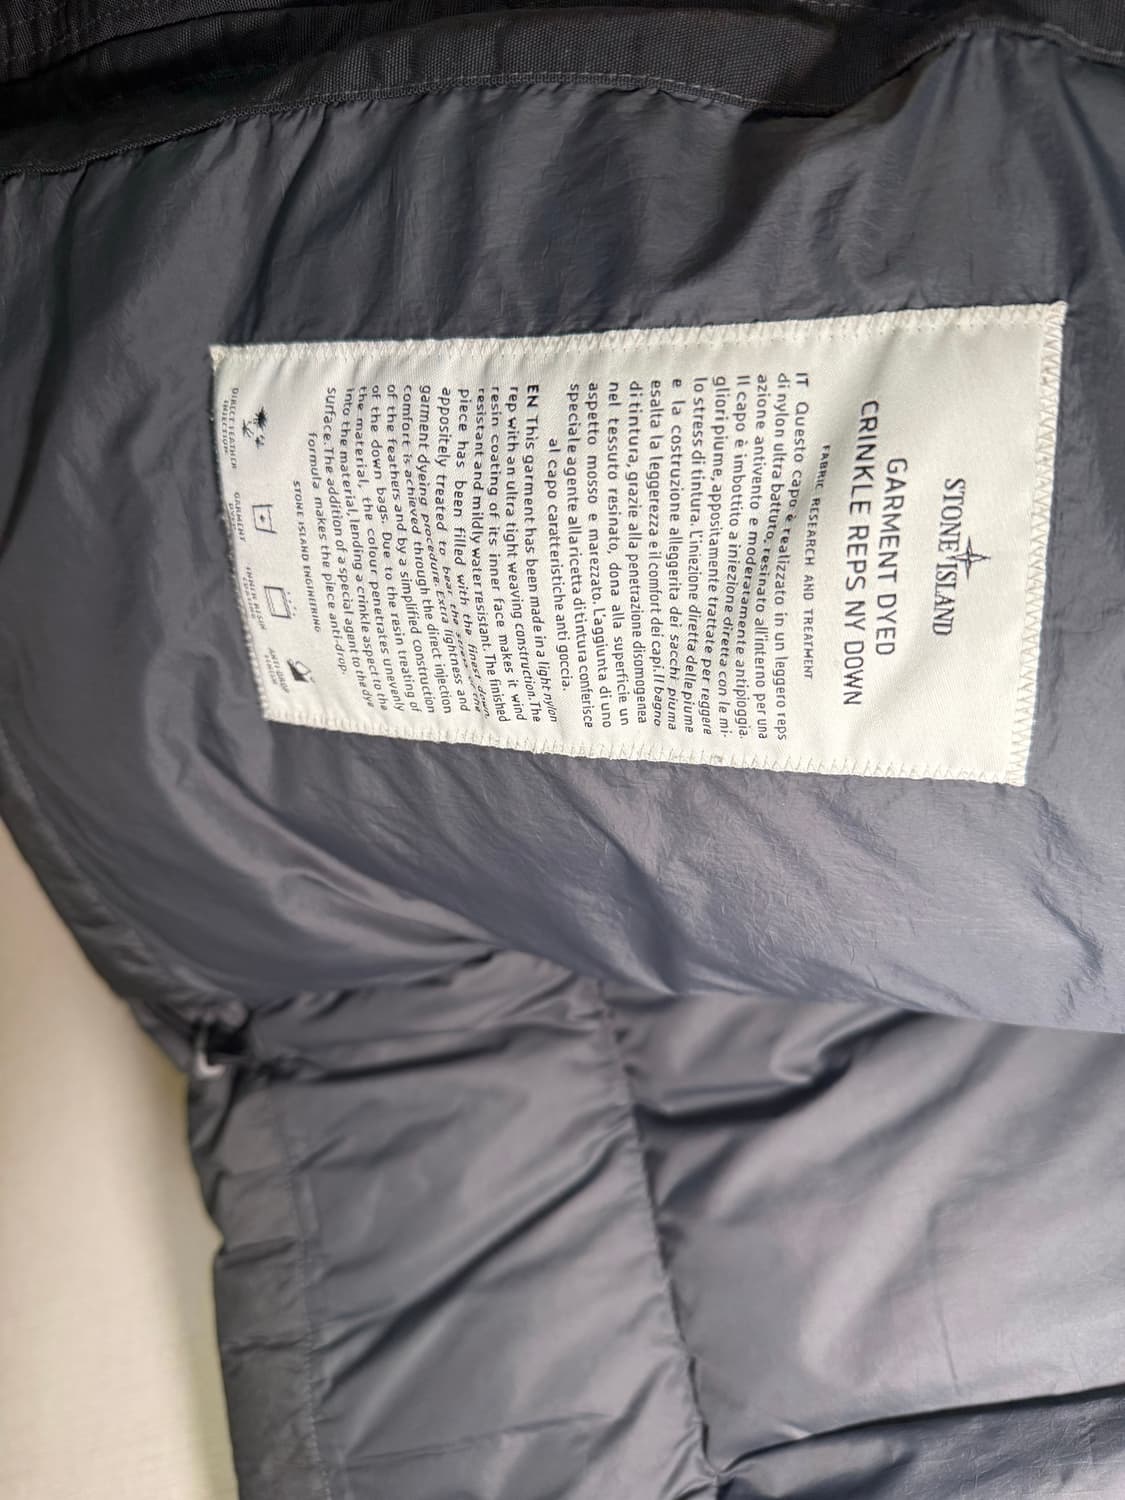 STONE ISLAND
GARMENT DYED
CRINKLE REPS NY DOWN
FABRIC RESEARCH AND TREATMENT
IT Questo capo è realizzato in un leggero reps
di nylon ultra battuto, resinato all'interno per una
azione antivento e moderatamente antipioggia.
Il capo è imbottito a iniezione diretta con le mi-
gliori piume, appositamente trattate per reggere
lo stress di tintura. L'iniezione diretta delle piume
e la costruzione alleggerita dei sacchi piuma
esalta la leggerezza e il comfort dei capi. Il bagno
di tintura, grazie alla penetrazione disomogenea
nel tessuto resinato, dona alla superficie un
aspetto mosso e marezzato. L'aggiunta di uno
speciale agente alla ricetta di tintura conferisce
al capo caratteristiche anti goccia.
EN This garment has been made in a light nylon
rep with an ultra tight weaving construction. The
resin coating of its inner face makes it wind
resistant and mildly water resistant. The finished
piece has been filled with the finest down,
appositely treated to bear the stress of the
garment dyeing procedure. Extra lightness and
comfort is achieved through the direct injection
of the feathers and by a simplified construction
of the down bags. Due to the resin treating of
the material, the colour penetrates unevenly
into the material, lending a crinkle aspect to the
surface. The addition of a special agent to the dye
formula makes the piece anti-drop.
STONE ISLAND ENGINEERING
DIRECT FEATHER
INJECTION
GARMENT
INNER RESIN
ANTI DROP